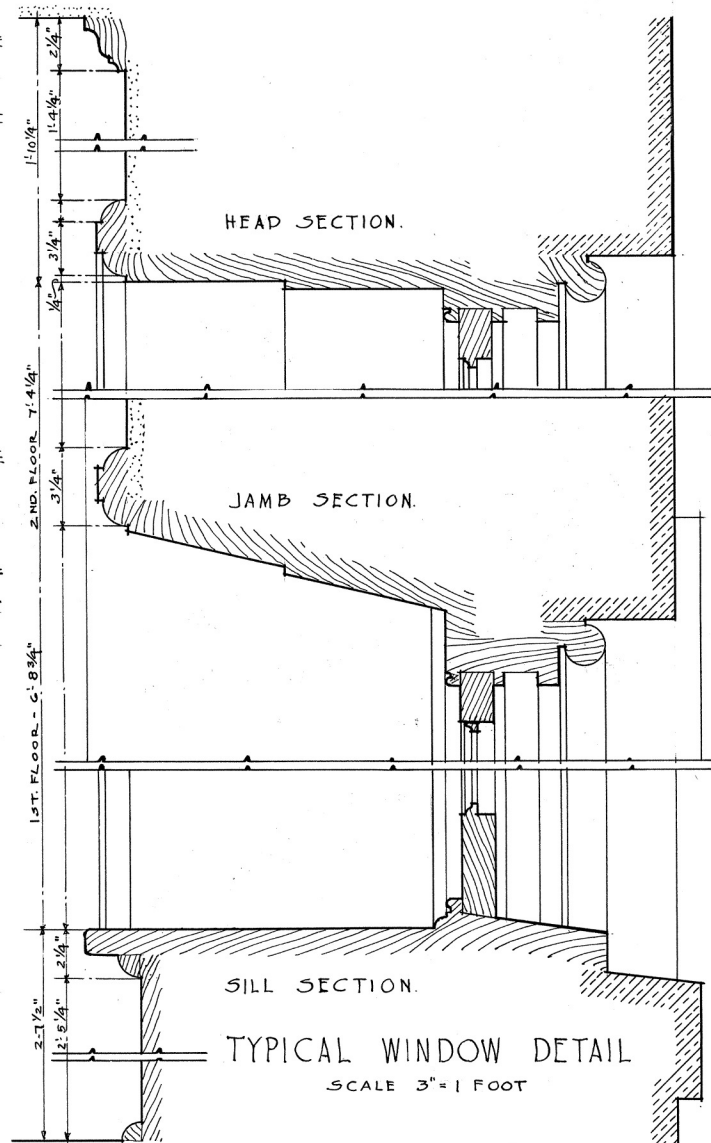 2¼"
1'-10¼"
1'-4¼"
HEAD SECTION.
3¼"
¼"
2ND. FLOOR 7'-4¼"
3¼"
JAMB SECTION.
1ST. FLOOR - 6'-8¾"
2¼"
SILL SECTION.
2'-7½"
2'-5¼"
TYPICAL WINDOW DETAIL
SCALE 3" = 1 FOOT